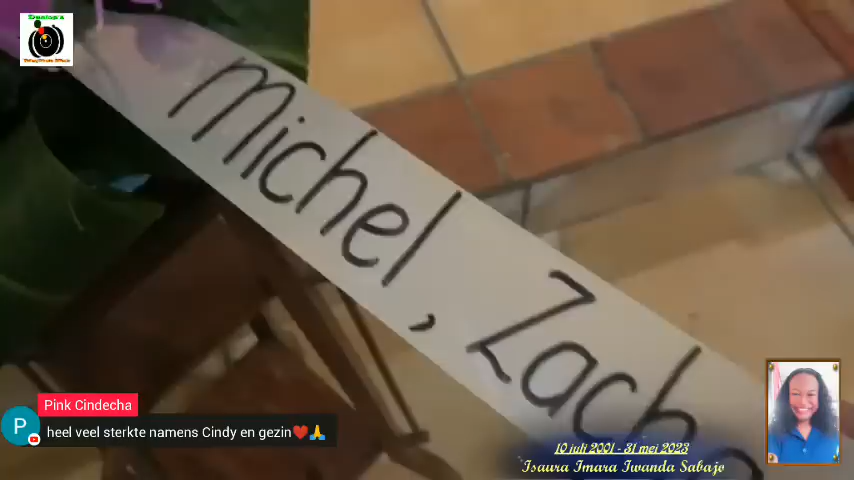 Michel, Zach
Pink Cindecha
P
heel veel sterkte namens Cindy en gezin❤️🙏
10 juli 2001 - 31 mei 2023
Isaura Imara Iwanda Sabajo